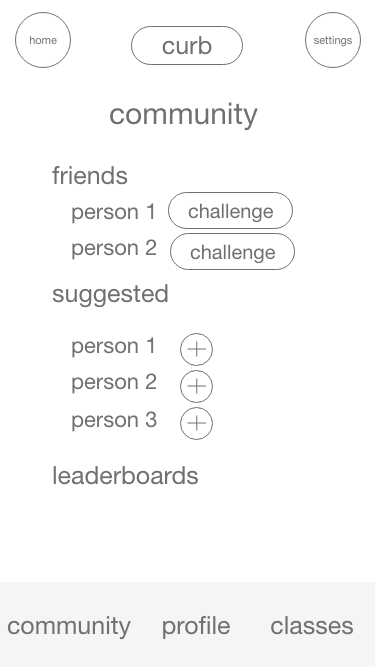 home
curb
settings
community
friends
person 1 challenge
person 2 challenge
suggested
person 1
person 2
person 3
leaderboards
community profile classes